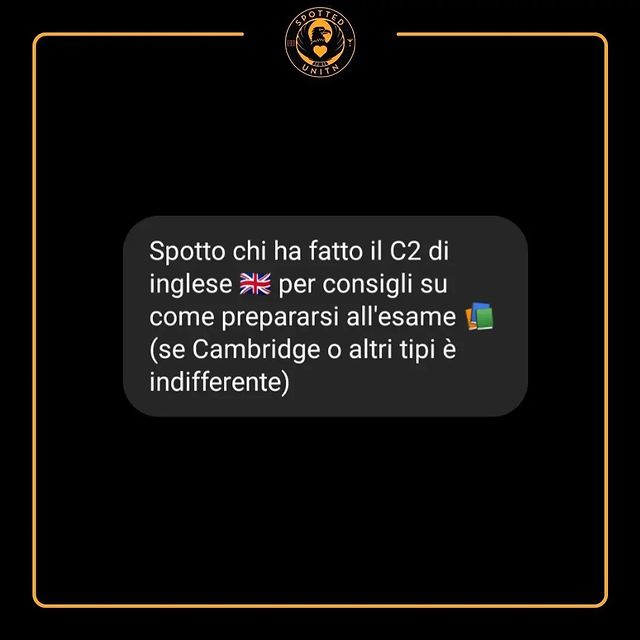 SPOTTED
UNITN
Spotto chi ha fatto il C2 di
inglese 🇬🇧 per consigli su
come prepararsi all'esame 📚
(se Cambridge o altri tipi è
indifferente)